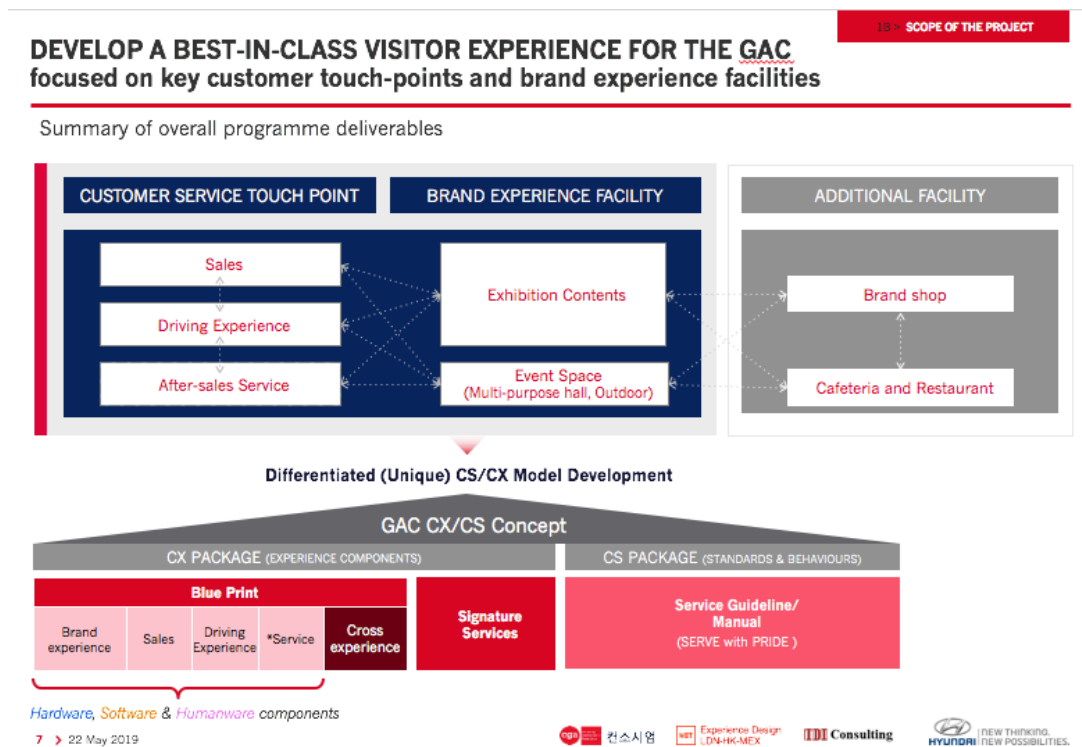 18 > SCOPE OF THE PROJECT
DEVELOP A BEST-IN-CLASS VISITOR EXPERIENCE FOR THE GAC
focused on key customer touch-points and brand experience facilities
Summary of overall programme deliverables
CUSTOMER SERVICE TOUCH POINT
BRAND EXPERIENCE FACILITY
ADDITIONAL FACILITY
Sales
Driving Experience
After-sales Service
Exhibition Contents
Event Space
(Multi-purpose hall, Outdoor)
Brand shop
Cafeteria and Restaurant
Differentiated (Unique) CS/CX Model Development
GAC CX/CS Concept
CX PACKAGE (EXPERIENCE COMPONENTS)
CS PACKAGE (STANDARDS & BEHAVIOURS)
Blue Print
Brand
experience
Sales
Driving
Experience
*Service
Cross
experience
Signature
Services
Service Guideline/
Manual
(SERVE with PRIDE )
Hardware, Software & Humanware components
7 > 22 May 2019
컨소시엄
Experience Design
LDN-HK-MEX
Consulting
HYUNDAI
NEW THINKING.
NEW POSSIBILITIES.